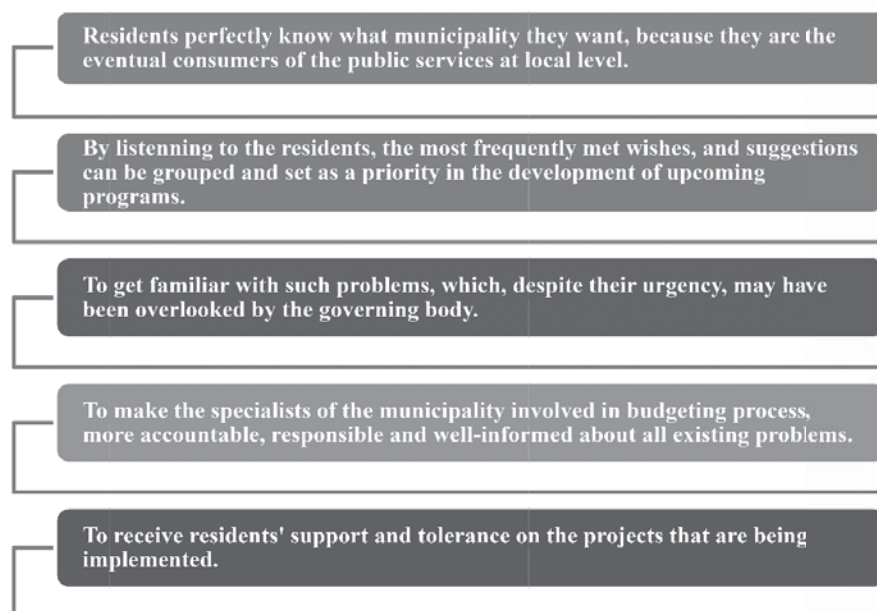 Residents perfectly know what municipality they want, because they are the
eventual consumers of the public services at local level.
By listenning to the residents, the most frequently met wishes, and suggestions
can be grouped and set as a priority in the development of upcoming
programs.
To get familiar with such problems, which, despite their urgency, may have
been overlooked by the governing body.
To make the specialists of the municipality involved in budgeting process,
more accountable, responsible and well-informed about all existing problems.
To receive residents' support and tolerance on the projects that are being
implemented.